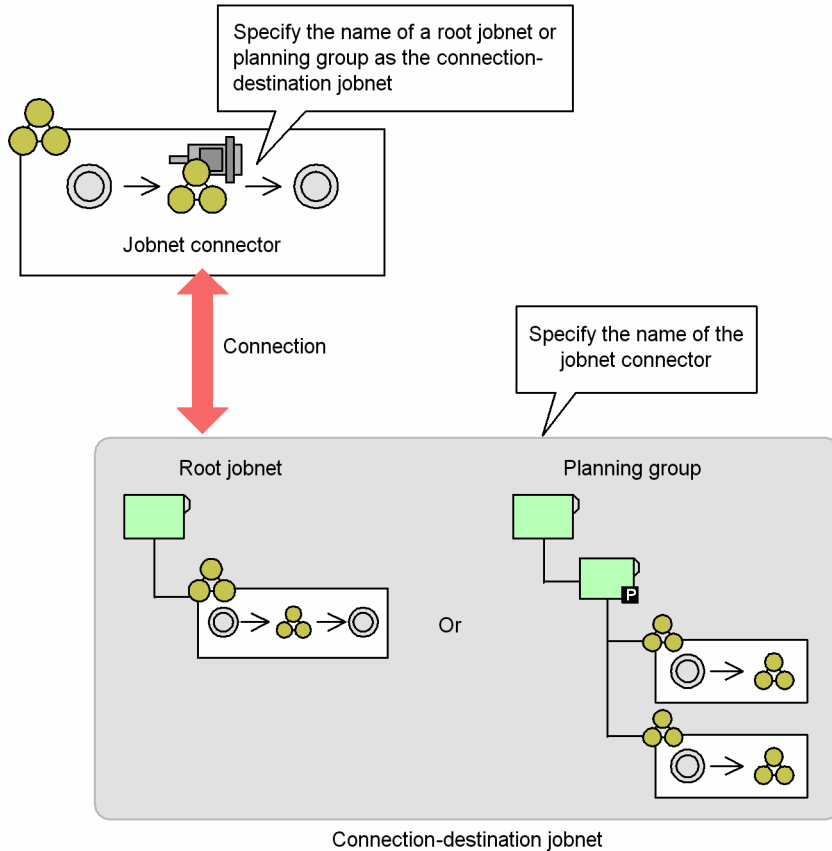 Specify the name of a root jobnet or
planning group as the connection-
destination jobnet
Jobnet connector
Connection
Specify the name of the
jobnet connector
Root jobnet
Planning group
P
Or
Connection-destination jobnet